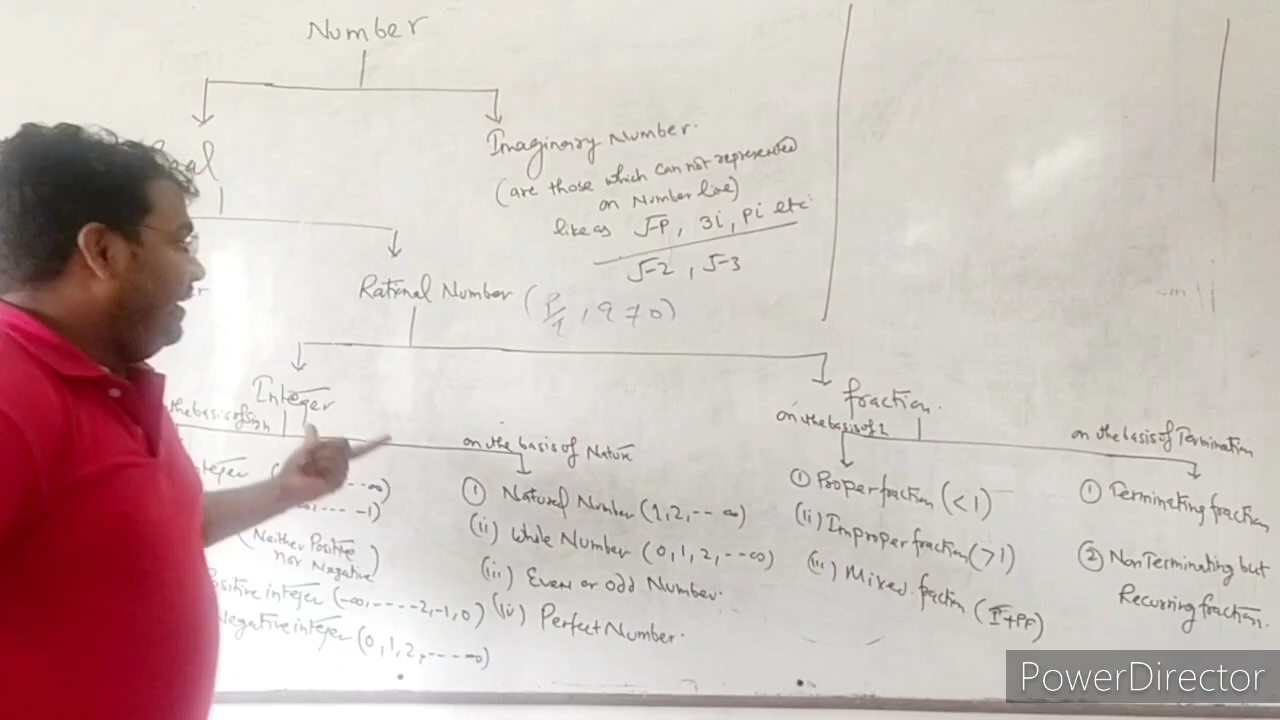 Number
Real
Imaginary Number.
(are those which can not represented
on Number line)
like as √-P, 3i, Pi etc.
√-2, √-3
Rational Number (P/q, q≠0)
Integer
fraction.
the basis of sign
on the basis of Nature
on the basis of 1
on the basis of Termination
① Natural Number (1,2,-- ∞)
(ii) Whole Number (0,1,2,--∞)
(iii) Even or odd Number.
(iv) Perfect Number.
① Proper fraction (<1)
(ii) Improper fraction (>1)
(iii) Mixed fraction (I+PF)
① Terminating fraction
② Non Terminating but
Recurring fraction.
-∞)
--- -1)
(Neither Positive
nor Negative)
Positive integer (-∞,-----2,-1,0)
Negative integer (0,1,2,---- ∞)
PowerDirector